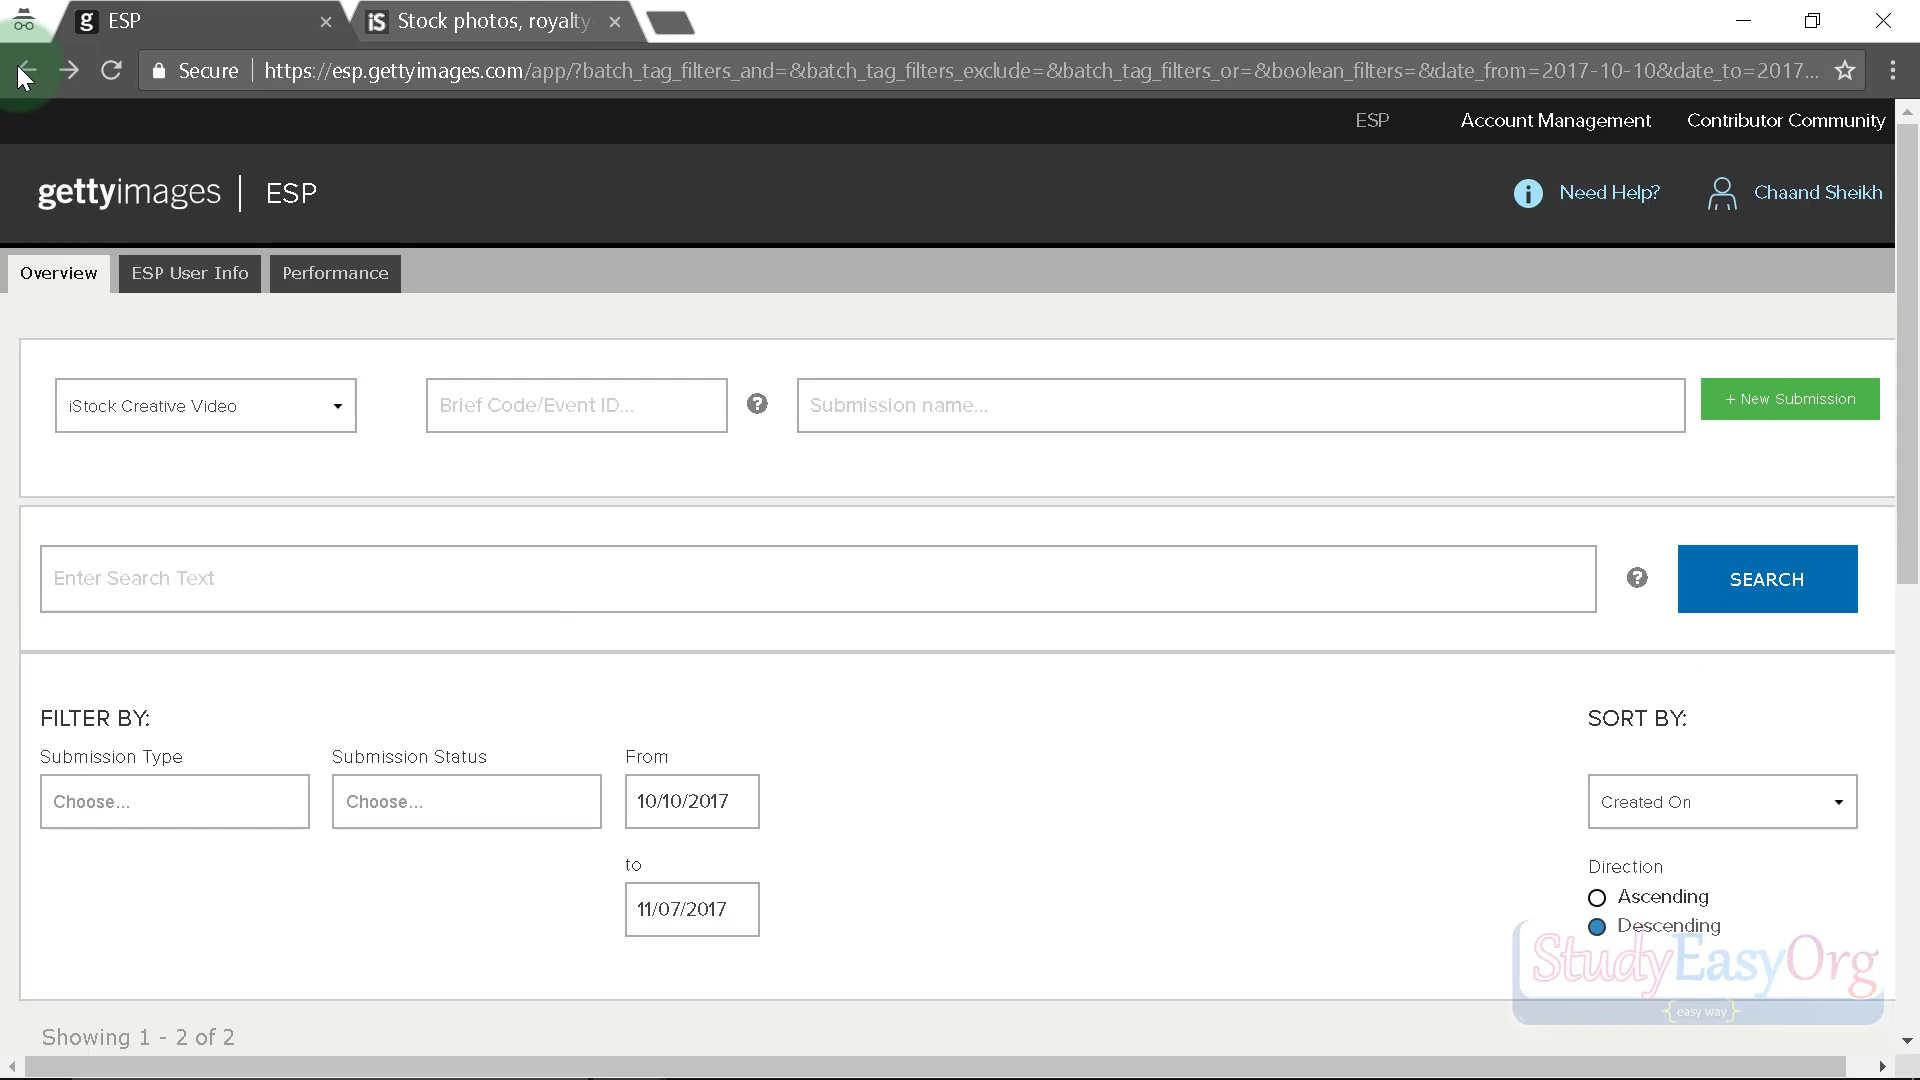 ESP
iS Stock photos, royalty
Secure https://esp.gettyimages.com/app/?batch_tag_filters_and=&batch_tag_filters_exclude=&batch_tag_filters_or=&boolean_filters=&date_from=2017-10-10&date_to=2017...
ESP Account Management Contributor Community
gettyimages ESP
Need Help? Chaand Sheikh
Overview ESP User Info Performance
iStock Creative Video Brief Code/Event ID... Submission name... + New Submission
Enter Search Text SEARCH
FILTER BY: SORT BY:
Submission Type Submission Status From
Choose... Choose... 10/10/2017 Created On
to Direction
Ascending
11/07/2017 Descending
StudyEasyOrg
{easy way}
Showing 1 - 2 of 2